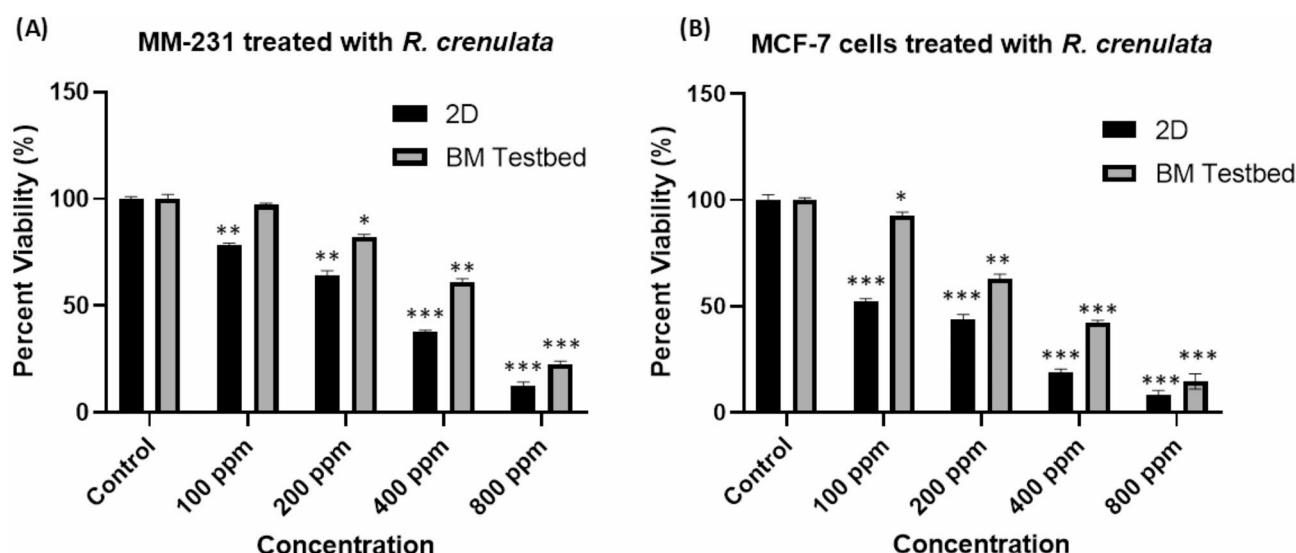 (A)
MM-231 treated with R. crenulata
Percent Viability (%)
150
100
50
0
2D
BM Testbed
**
**
*
**
***
**
***
***
Control
100 ppm
200 ppm
400 ppm
800 ppm
Concentration
(B)
MCF-7 cells treated with R. crenulata
Percent Viability (%)
150
100
50
0
2D
BM Testbed
***
*
***
**
***
***
***
***
Control
100 ppm
200 ppm
400 ppm
800 ppm
Concentration